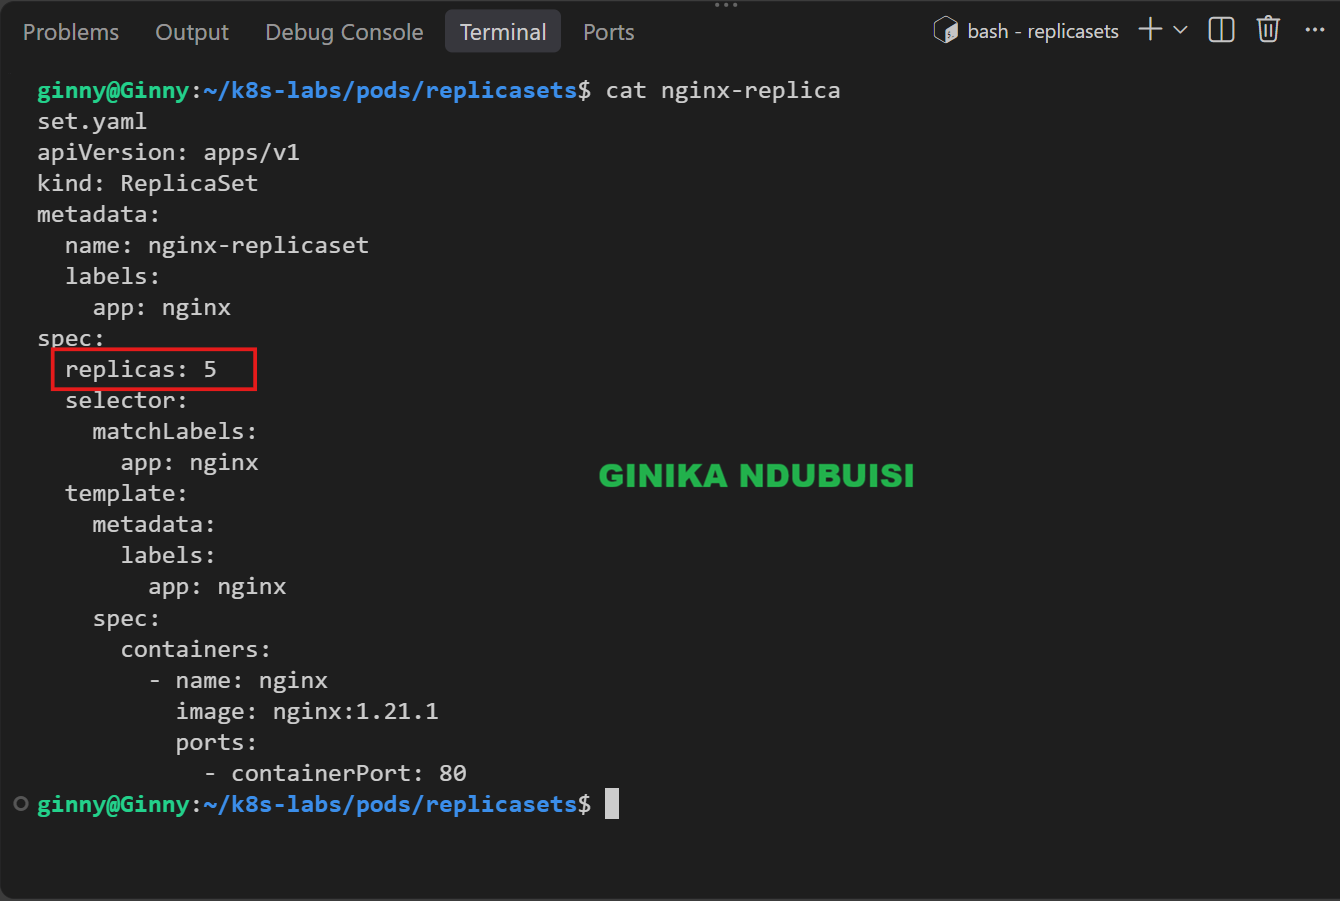 Problems Output Debug Console Terminal Ports bash - replicasets
ginny@Ginny:~/k8s-labs/pods/replicasets$ cat nginx-replica
set.yaml
apiVersion: apps/v1
kind: ReplicaSet
metadata:
  name: nginx-replicaset
  labels:
    app: nginx
spec:
  replicas: 5
  selector:
    matchLabels:
      app: nginx
  template:
    metadata:
      labels:
        app: nginx
    spec:
      containers:
        - name: nginx
          image: nginx:1.21.1
          ports:
            - containerPort: 80
ginny@Ginny:~/k8s-labs/pods/replicasets$
GINIKA NDUBUISI